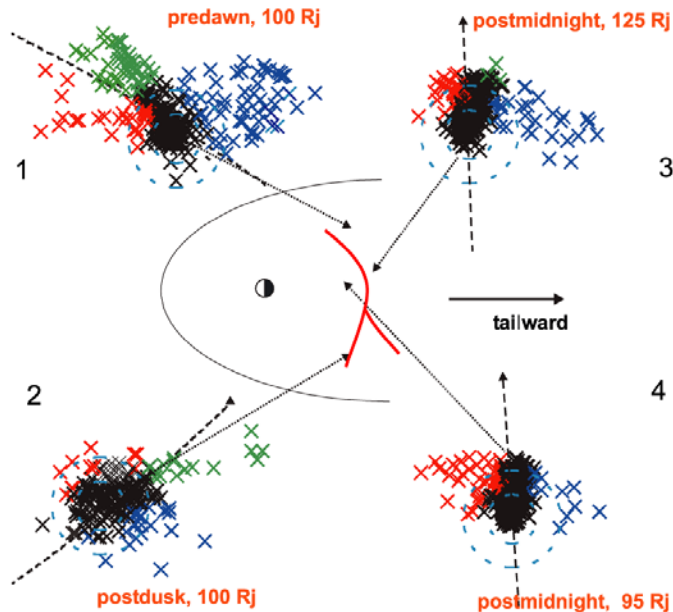 predawn, 100 Rj
postmidnight, 125 Rj
1
3
tailward
2
4
postdusk, 100 Rj
postmidnight, 95 Rj